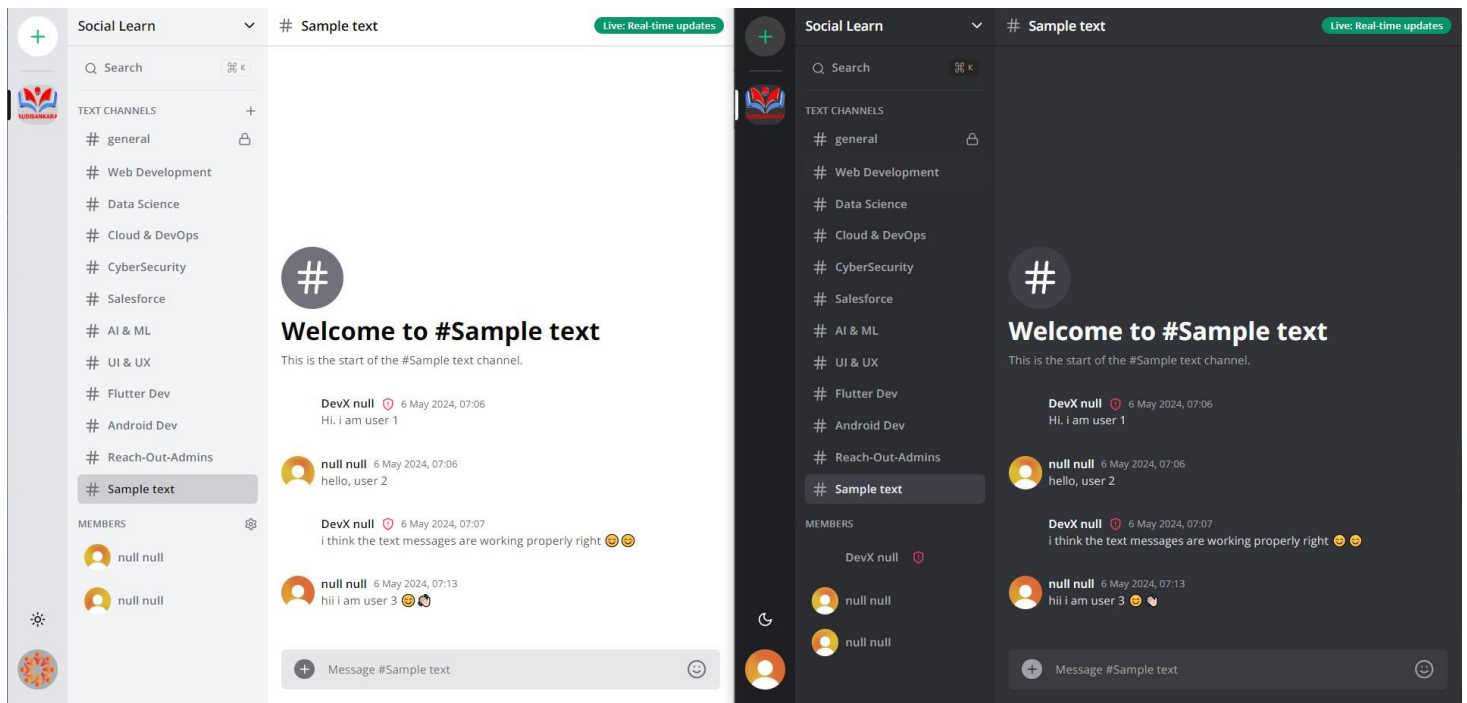 Social Learn
Search
⌘ K
AUDISANKARA
TEXT CHANNELS
general
Web Development
Data Science
Cloud & DevOps
CyberSecurity
Salesforce
AI & ML
UI & UX
Flutter Dev
Android Dev
Reach-Out-Admins
Sample text
MEMBERS
null null
null null
# Sample text
Live: Real-time updates
#
Welcome to #Sample text
This is the start of the #Sample text channel.
DevX null 6 May 2024, 07:06
Hi. i am user 1
null null 6 May 2024, 07:06
hello, user 2
DevX null 6 May 2024, 07:07
i think the text messages are working properly right 😊😊
null null 6 May 2024, 07:13
hii i am user 3 😊👏🏻
Message #Sample text
Social Learn
Search
⌘ K
AUDISANKARA
TEXT CHANNELS
general
Web Development
Data Science
Cloud & DevOps
CyberSecurity
Salesforce
AI & ML
UI & UX
Flutter Dev
Android Dev
Reach-Out-Admins
Sample text
MEMBERS
DevX null
null null
null null
# Sample text
Live: Real-time updates
#
Welcome to #Sample text
This is the start of the #Sample text channel.
DevX null 6 May 2024, 07:06
Hi. i am user 1
null null 6 May 2024, 07:06
hello, user 2
DevX null 6 May 2024, 07:07
i think the text messages are working properly right 😊 😊
null null 6 May 2024, 07:13
hii i am user 3 😊 👏🏻
Message #Sample text